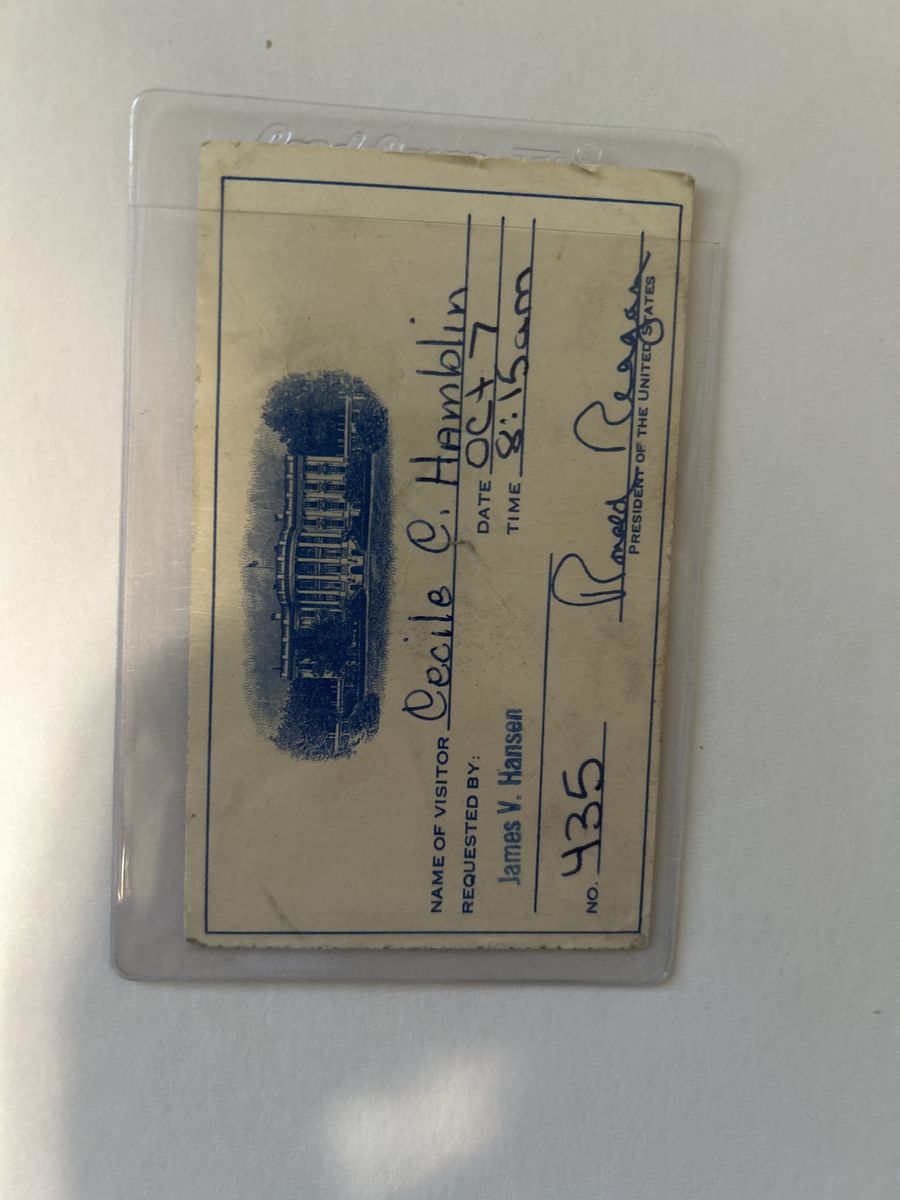 NAME OF VISITOR Cecile C. Hamblin
REQUESTED BY:
DATE Oct 7
James V. Hansen
TIME 8:15am
NO. 435
Ronald Reagan
PRESIDENT OF THE UNITED STATES